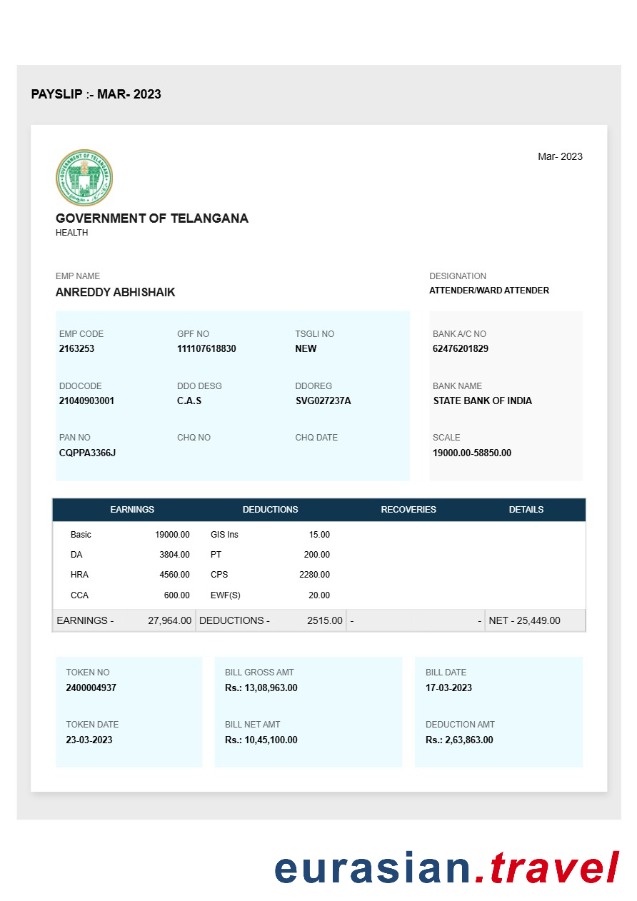 PAYSLIP :- MAR- 2023
Mar- 2023
GOVERNMENT OF TELANGANA
HEALTH
EMP NAME
ANREDDY ABHISHAIK
DESIGNATION
ATTENDER/WARD ATTENDER
EMP CODE GPF NO TSGLI NO
2163253 111107618830 NEW
DDOCODE DDO DESG DDOREG
21040903001 C.A.S SVG027237A
PAN NO CHQ NO CHQ DATE
CQPPA3366J
BANK A/C NO
62476201829
BANK NAME
STATE BANK OF INDIA
SCALE
19000.00-58850.00
EARNINGS DEDUCTIONS RECOVERIES DETAILS
Basic 19000.00 GIS Ins 15.00
DA 3804.00 PT 200.00
HRA 4560.00 CPS 2280.00
CCA 600.00 EWF(S) 20.00
EARNINGS - 27,964.00 DEDUCTIONS - 2515.00 - - NET - 25,449.00
TOKEN NO
2400004937
TOKEN DATE
23-03-2023
BILL GROSS AMT
Rs.: 13,08,963.00
BILL NET AMT
Rs.: 10,45,100.00
BILL DATE
17-03-2023
DEDUCTION AMT
Rs.: 2,63,863.00
eurasian.travel